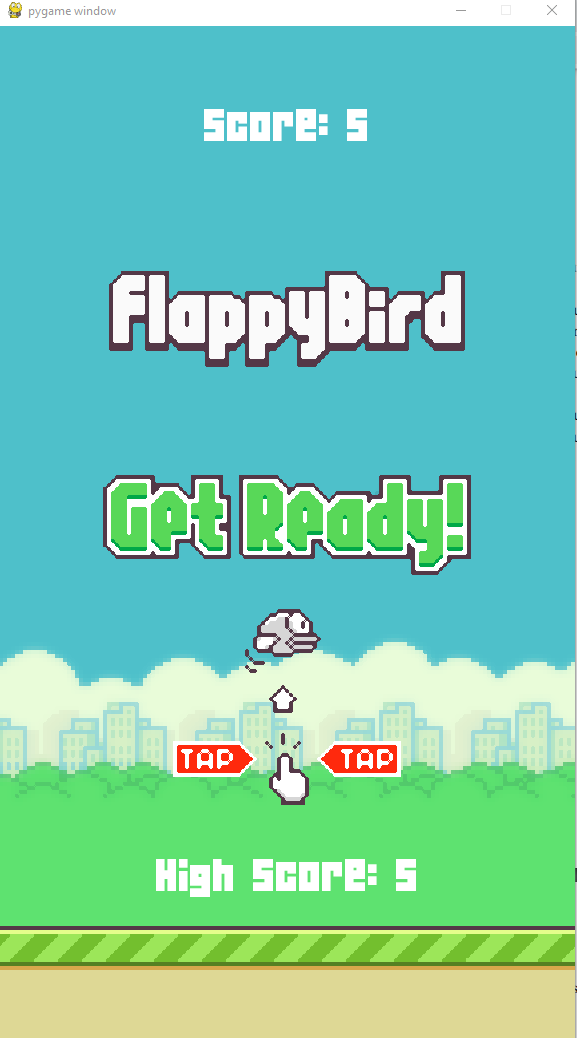 pygame window
Score: 5
FlappyBird
Get Ready!
TAP TAP
High Score: 5